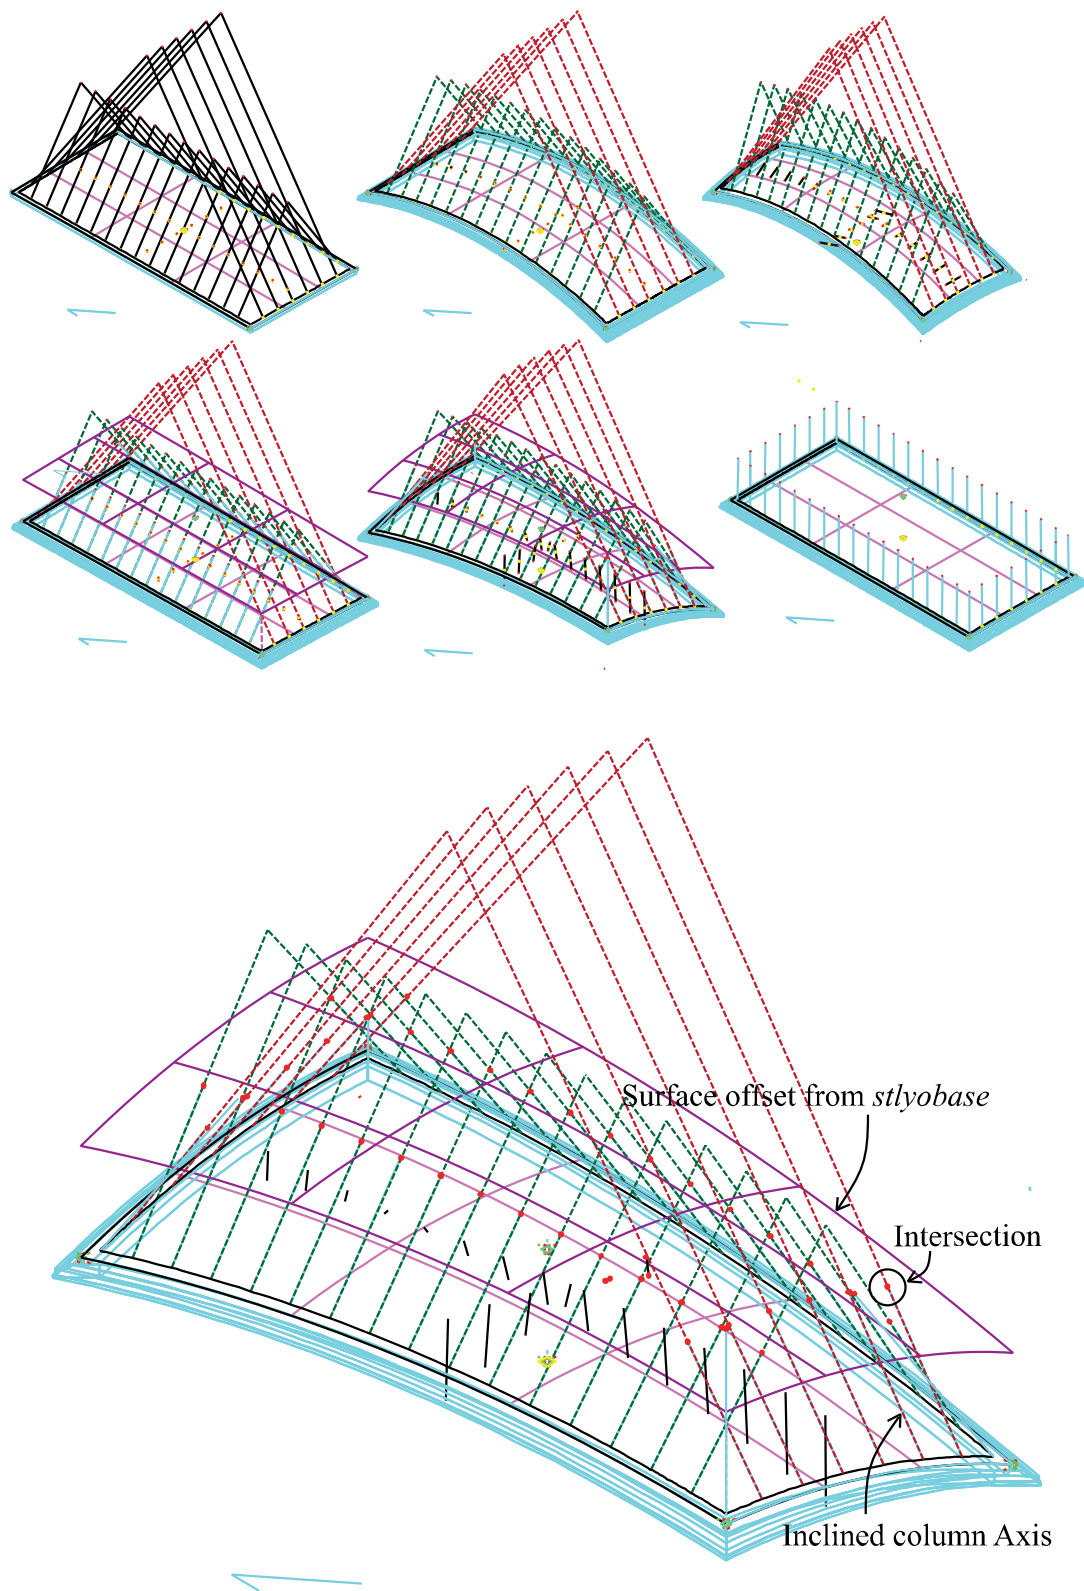 Surface offset from stlyobase
Intersection
Inclined column Axis